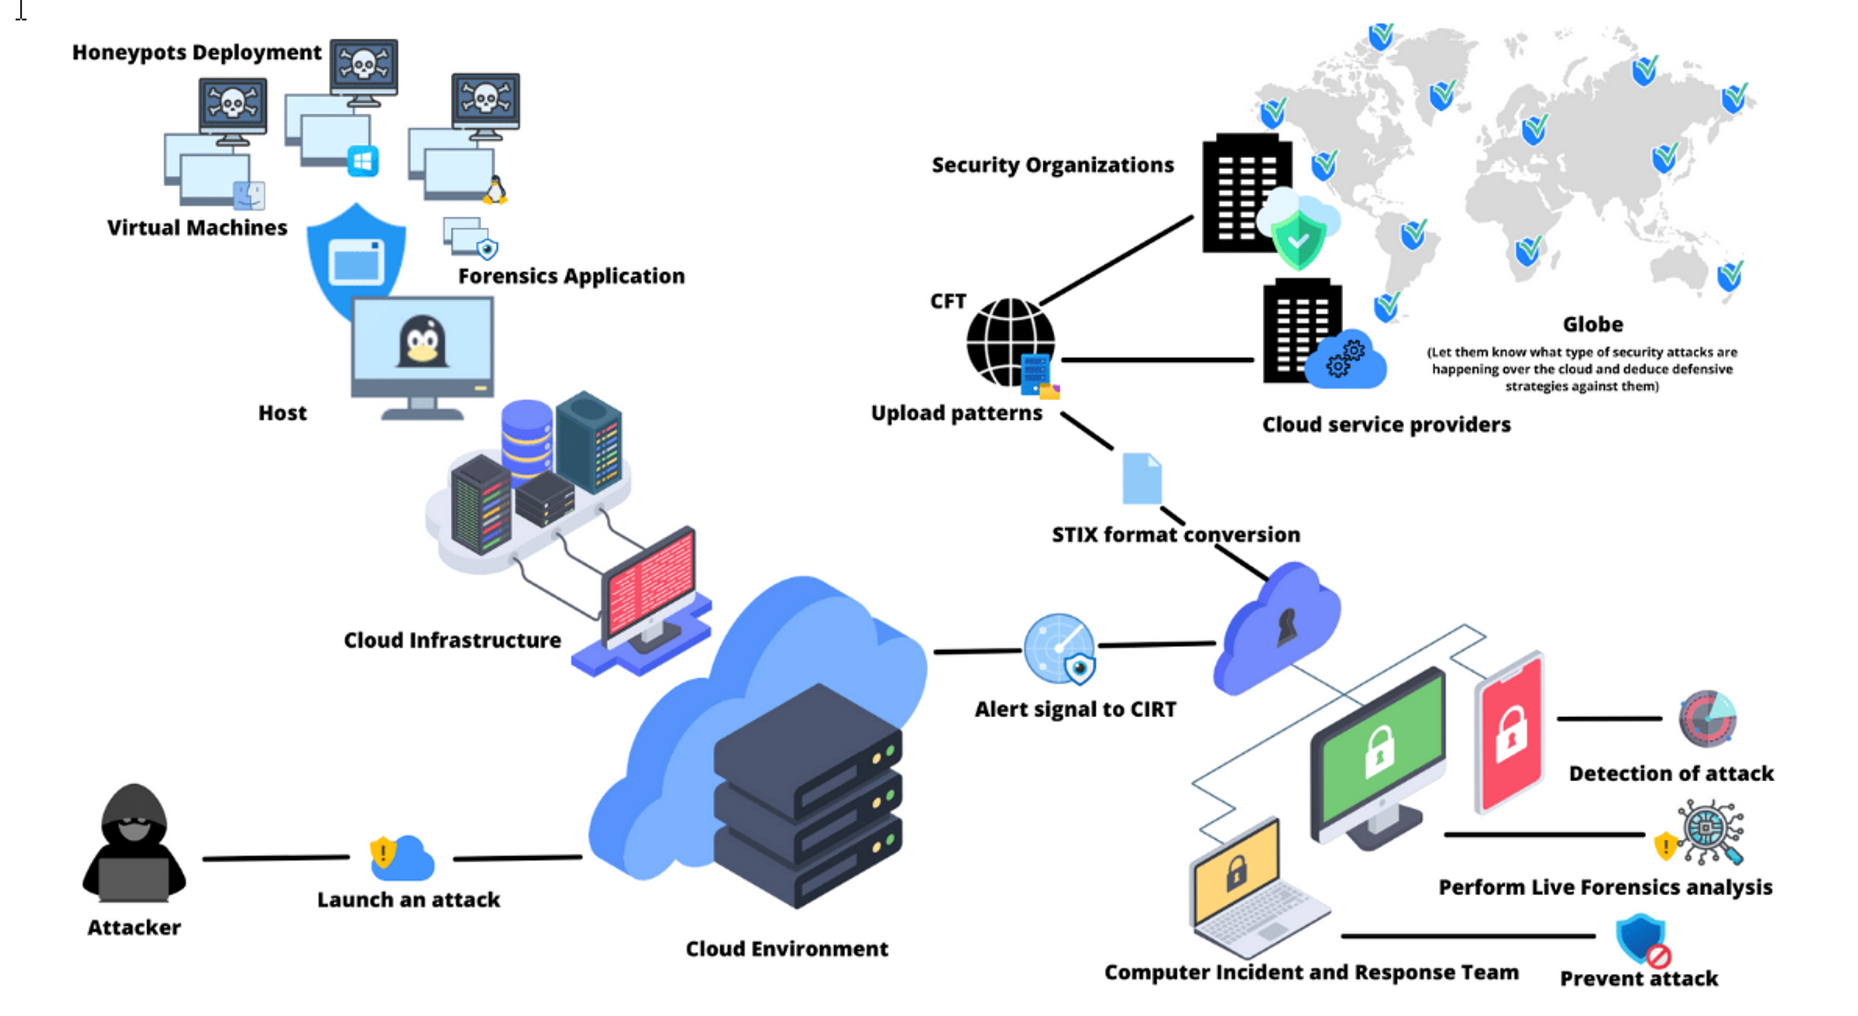 Honeypots Deployment
Virtual Machines
Forensics Application
Host
Cloud Infrastructure
Attacker
Launch an attack
Cloud Environment
Alert signal to CIRT
Security Organizations
CFT
Upload patterns
Globe
(Let them know what type of security attacks are
happening over the cloud and deduce defensive
strategies against them)
Cloud service providers
STIX format conversion
Detection of attack
Perform Live Forensics analysis
Computer Incident and Response Team
Prevent attack